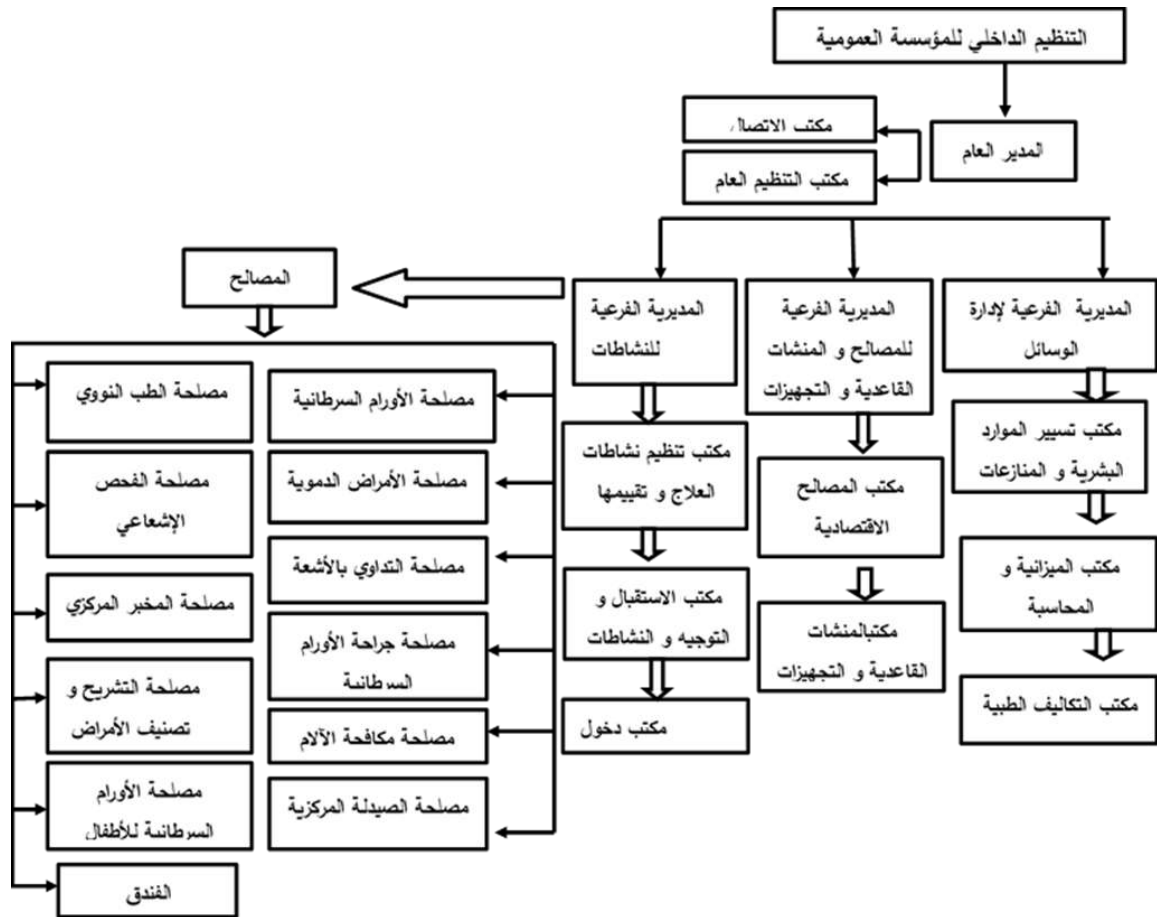 التنظيم الداخلي للمؤسسة العمومية
المدير العام
مكتب الاتصال
مكتب التنظيم العام
المديرية الفرعية لإدارة
الوسائل
المديرية الفرعية
للمصالح و المنشات
القاعدية و التجهيزات
المديرية الفرعية
للنشاطات
المصالح
مكتب تسيير الموارد
البشرية و المنازعات
مكتب الميزانية و
المحاسبة
مكتب التكاليف الطبية
مكتب المصالح
الاقتصادية
مكتبالمنشات
القاعدية و التجهيزات
مكتب تنظيم نشاطات
العلاج و تقييمها
مكتب الاستقبال و
التوجيه و النشاطات
مكتب دخول
مصلحة الأورام السرطانية
مصلحة الأمراض الدموية
مصلحة التداوي بالأشعة
مصلحة جراحة الأورام
السرطانية
مصلحة مكافحة الآلام
مصلحة الصيدلة المركزية
مصلحة الطب النووي
مصلحة الفحص
الإشعاعي
مصلحة المخبر المركزي
مصلحة التشريح و
تصنيف الأمراض
مصلحة الأورام
السرطانية للأطفال
الفندق